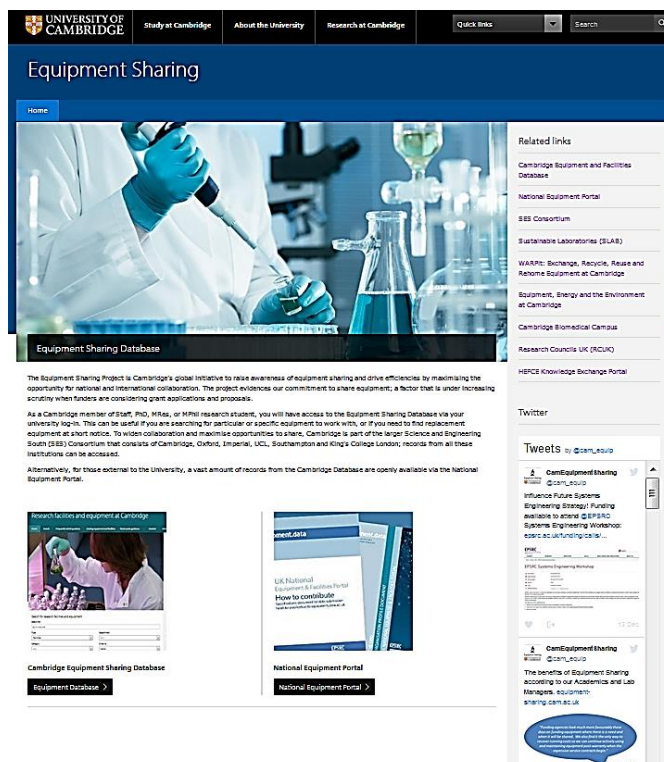 UNIVERSITY OF
CAMBRIDGE
Study at Cambridge
About the University
Research at Cambridge
Quick links
Search
Equipment Sharing
Home
Equipment Sharing Database
The Equipment Sharing Project is Cambridge's global initiative to raise awareness of equipment sharing and drive efficiencies by maximising the
opportunity for national and international collaboration. The project evidences our commitment to share equipment; a factor that is under increasing
scrutiny when funders are considering grant applications and proposals.
As a Cambridge member of Staff, PhD, MRes, or MPhil research student, you will have access to the Equipment Sharing Database via your
university log-in. This can be useful if you are searching for particular or specific equipment to work with, or if you need to find replacement
equipment at short notice. To widen collaboration and maximise opportunities to share, Cambridge is part of the larger Science and Engineering
South (SES) Consortium that consists of Cambridge, Oxford, Imperial, UCL, Southampton and King's College London; records from all these
institutions can be accessed.
Alternatively, for those external to the University, a vast amount of records from the Cambridge Database are openly available via the National
Equipment Portal.
Research facilities and equipment at Cambridge
Cambridge Equipment Sharing Database
Equipment Database >
ment.data
UK National
Equipment & Facilities Portal
How to contribute
EPSRC
National Equipment Portal
National Equipment Portal >
Related links
Cambridge Equipment and Facilities
Database
National Equipment Portal
SES Consortium
Sustainable Laboratories (SLAB)
WARPit: Exchange, Recycle, Reuse and
Rehome Equipment at Cambridge
Equipment, Energy and the Environment
at Cambridge
Cambridge Biomedical Campus
Research Councils UK (RCUK)
HEFCE Knowledge Exchange Portal
Twitter
Tweets by @cam_equip
CamEquipmentSharing
@cam_equip
Influence Future Systems
Engineering Strategy! Funding
available to attend @EPSRC
Systems Engineering Workshop:
epsrc.ac.uk/funding/calls/...
EPSRC
EPSRC Systems Engineering Workshop
CamEquipmentSharing
@cam_equip
The benefits of Equipment Sharing
according to our Academics and Lab
Managers. equipment-
sharing.cam.ac.uk